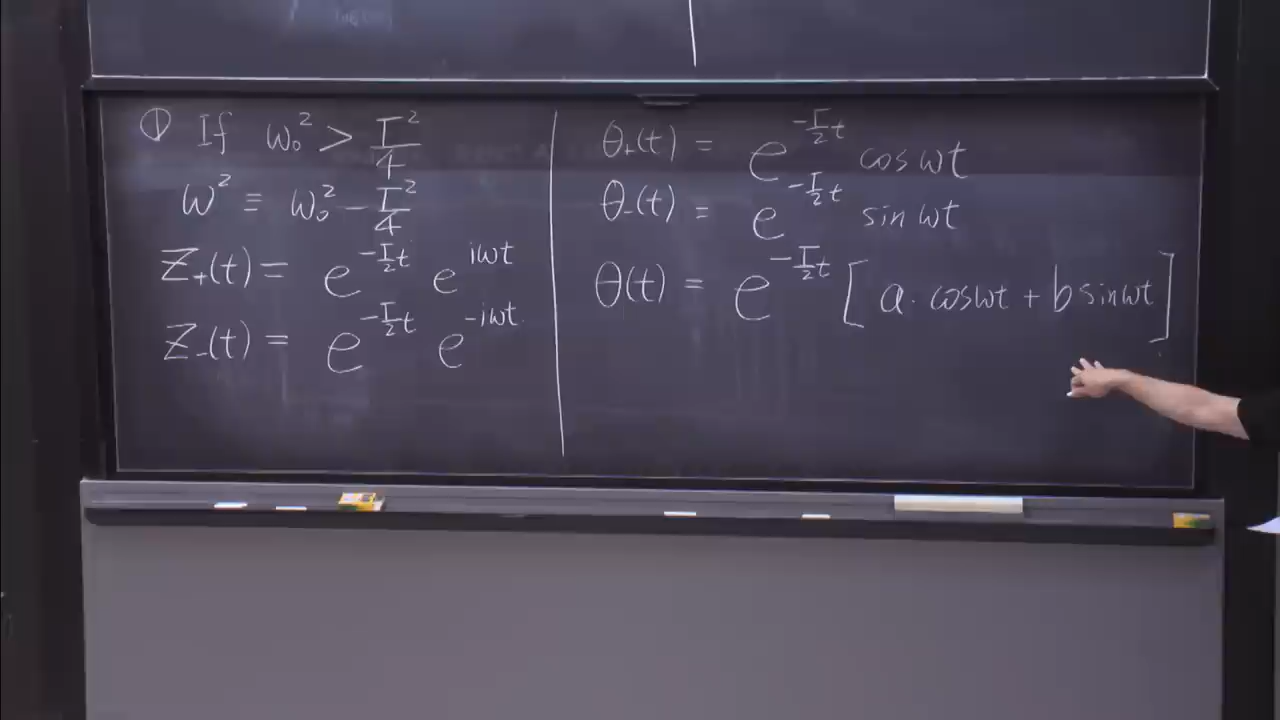 ① If ω₀² > Γ²/4
ω² ≡ ω₀² - Γ²/4
Z₊(t) = e^(-Γ/2 t) e^(iωt)
Z₋(t) = e^(-Γ/2 t) e^(-iωt)
θ₊(t) = e^(-Γ/2 t) cos ωt
θ₋(t) = e^(-Γ/2 t) sin ωt
θ(t) = e^(-Γ/2 t) [a · cos ωt + b sin ωt]